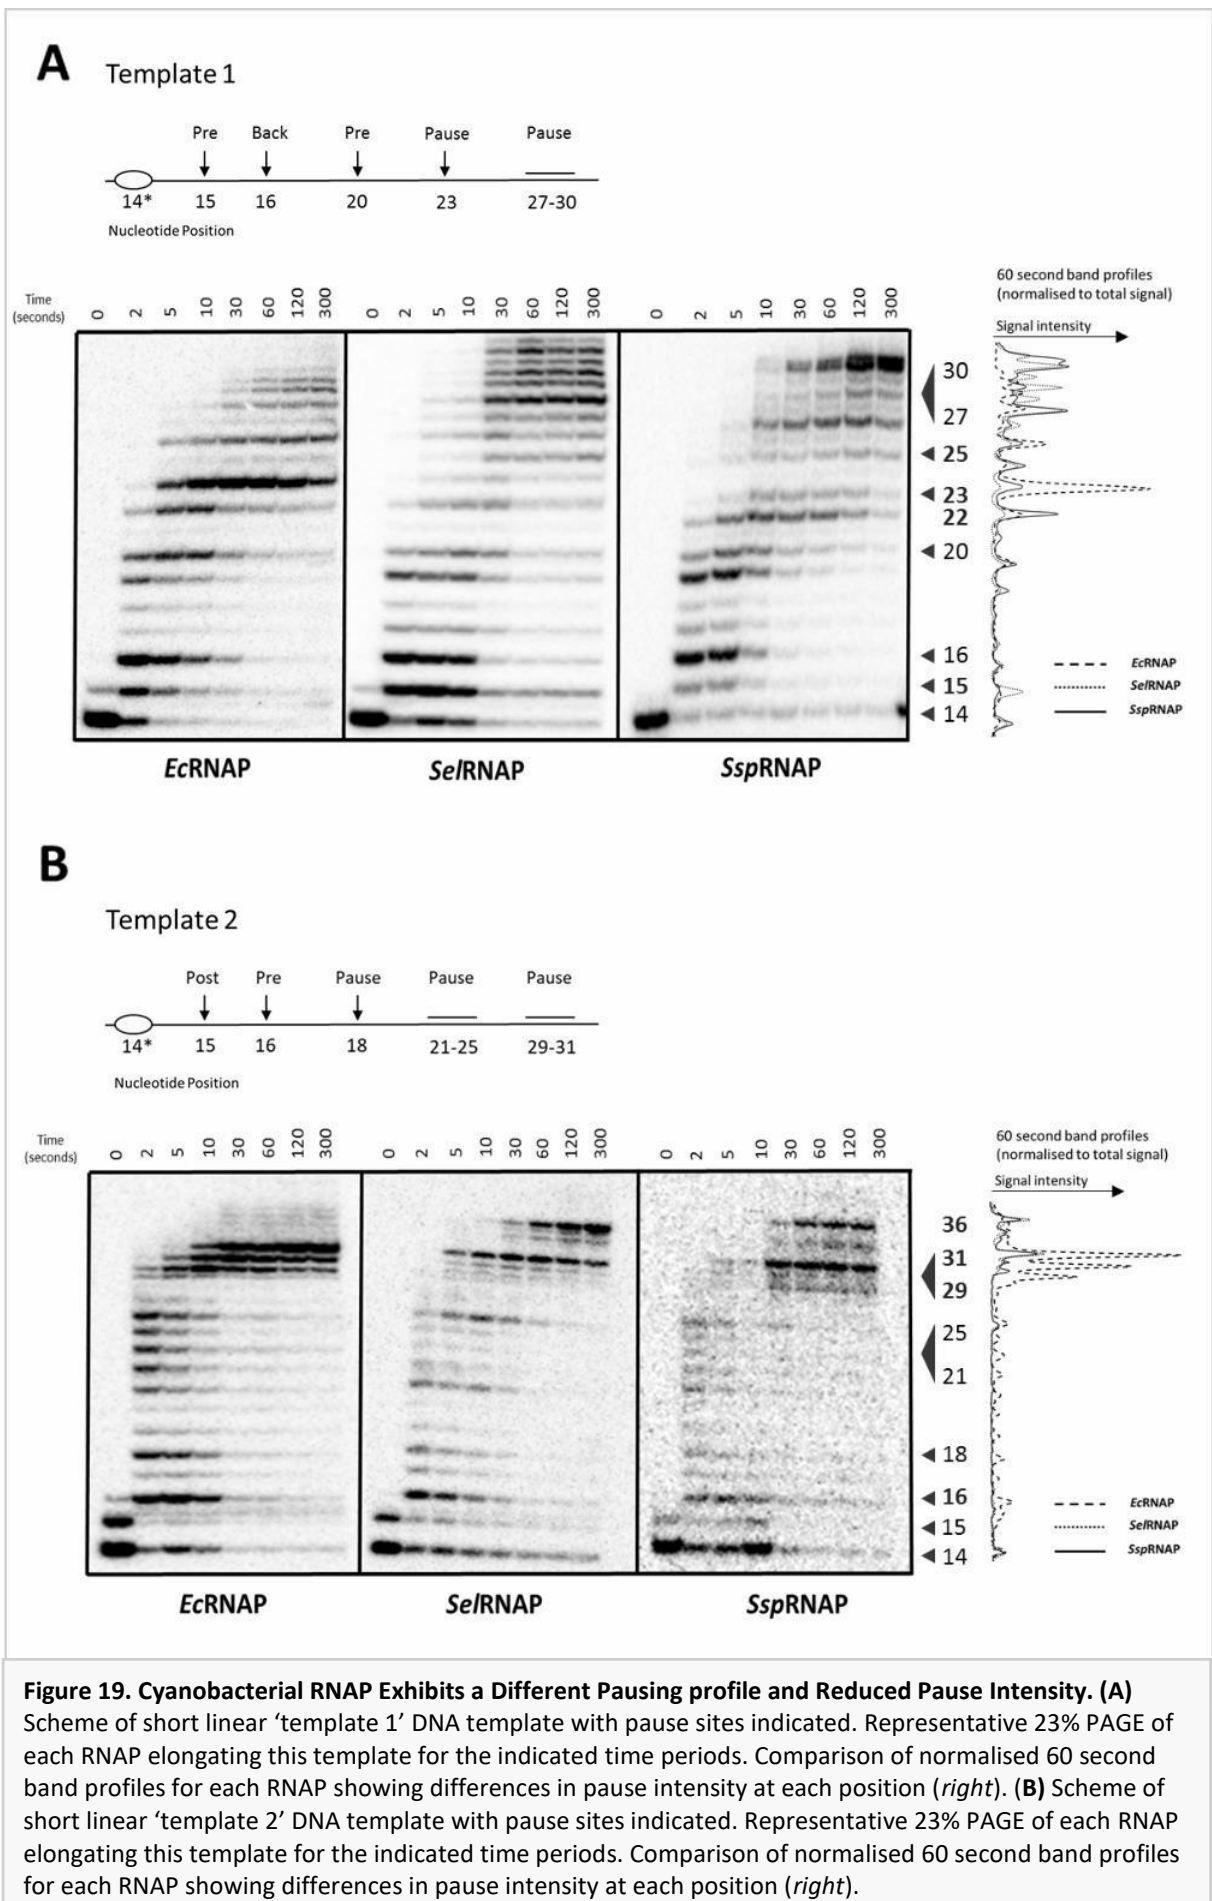 A
Template 1
Pre Back Pre Pause Pause
14* 15 16 20 23 27-30
Nucleotide Position
60 second band profiles
(normalised to total signal)
Time
(seconds)
0 2 5 10 30 60 120 300 0 2 5 10 30 60 120 300 0 2 5 10 30 60 120 300
Signal intensity
30
27
25
23
22
20
16
15
14
EcRNAP
SelRNAP
SspRNAP
EcRNAP SelRNAP SspRNAP
B
Template 2
Post Pre Pause Pause Pause
14* 15 16 18 21-25 29-31
Nucleotide Position
60 second band profiles
(normalised to total signal)
Time
(seconds)
0 2 5 10 30 60 120 300 0 2 5 10 30 60 120 300 0 2 5 10 30 60 120 300
Signal intensity
36
31
29
25
21
18
16
15
14
EcRNAP
SelRNAP
SspRNAP
EcRNAP SelRNAP SspRNAP
Figure 19. Cyanobacterial RNAP Exhibits a Different Pausing profile and Reduced Pause Intensity. (A)
Scheme of short linear ‘template 1’ DNA template with pause sites indicated. Representative 23% PAGE of
each RNAP elongating this template for the indicated time periods. Comparison of normalised 60 second
band profiles for each RNAP showing differences in pause intensity at each position (right). (B) Scheme of
short linear ‘template 2’ DNA template with pause sites indicated. Representative 23% PAGE of each RNAP
elongating this template for the indicated time periods. Comparison of normalised 60 second band profiles
for each RNAP showing differences in pause intensity at each position (right).